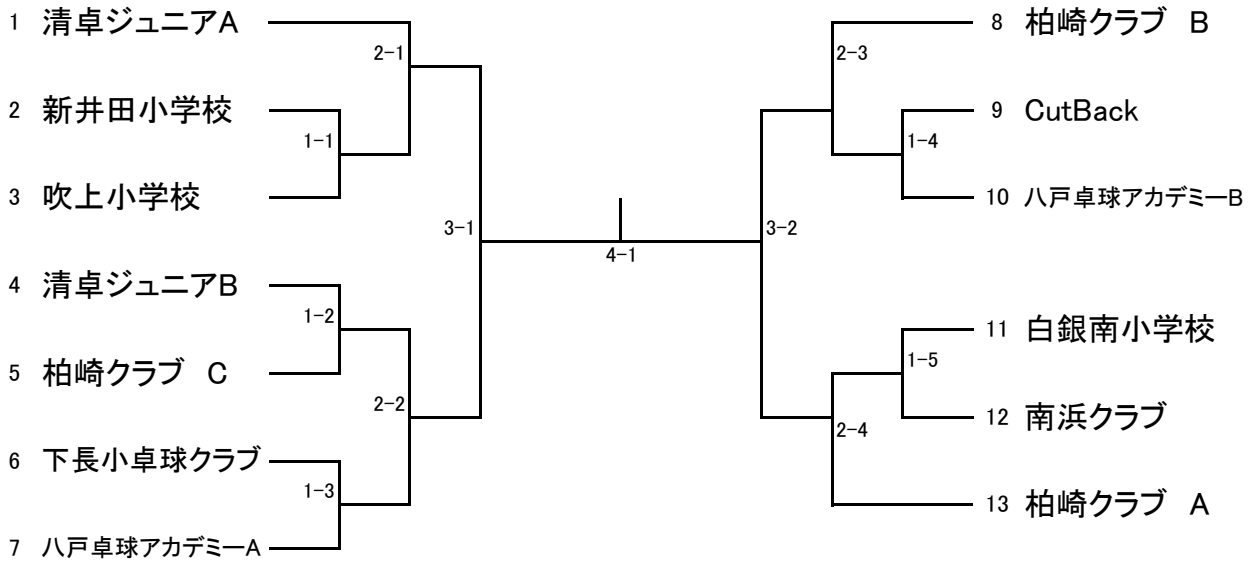 1 清卓ジュニアA
2 新井田小学校
3 吹上小学校
4 清卓ジュニアB
5 柏崎クラブ C
6 下長小卓球クラブ
7 八戸卓球アカデミーA
2-1
1-1
3-1
1-2
2-2
1-3
4-1
8 柏崎クラブ B
9 CutBack
10 八戸卓球アカデミーB
11 白銀南小学校
12 南浜クラブ
13 柏崎クラブ A
2-3
1-4
3-2
1-5
2-4